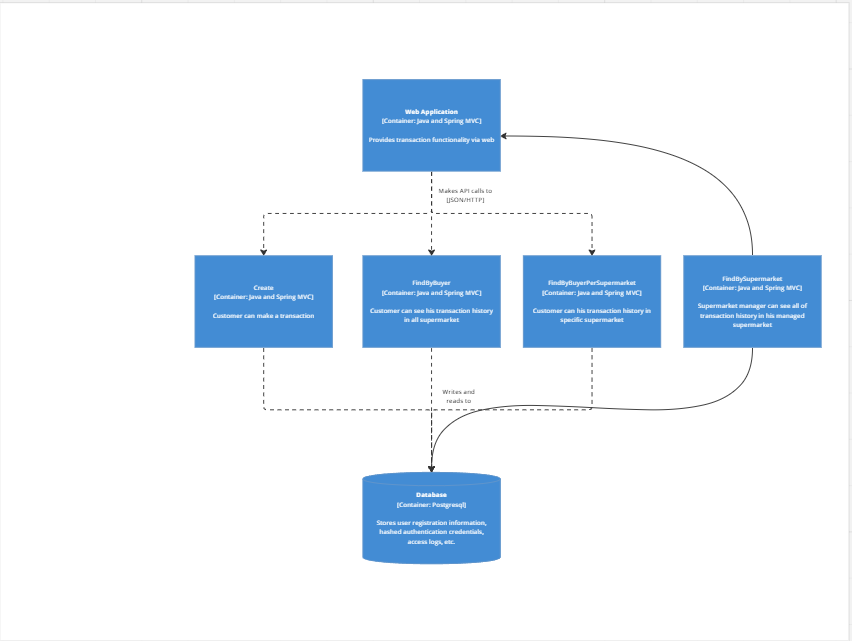 Web Application
[Container: Java and Spring MVC]
Provides transaction functionality via web
Makes API calls to
[JSON/HTTP]
Create
[Container: Java and Spring MVC]
Customer can make a transaction
FindByBuyer
[Container: Java and Spring MVC]
Customer can see his transaction history
in all supermarket
FindByBuyerPerSupermarket
[Container: Java and Spring MVC]
Customer can his transaction history in
specific supermarket
FindBySupermarket
[Container: Java and Spring MVC]
Supermarket manager can see all of
transaction history in his managed
supermarket
Writes and
reads to
Database
[Container: Postgresql]
Stores user registration information,
hashed authentication credentials,
access logs, etc.